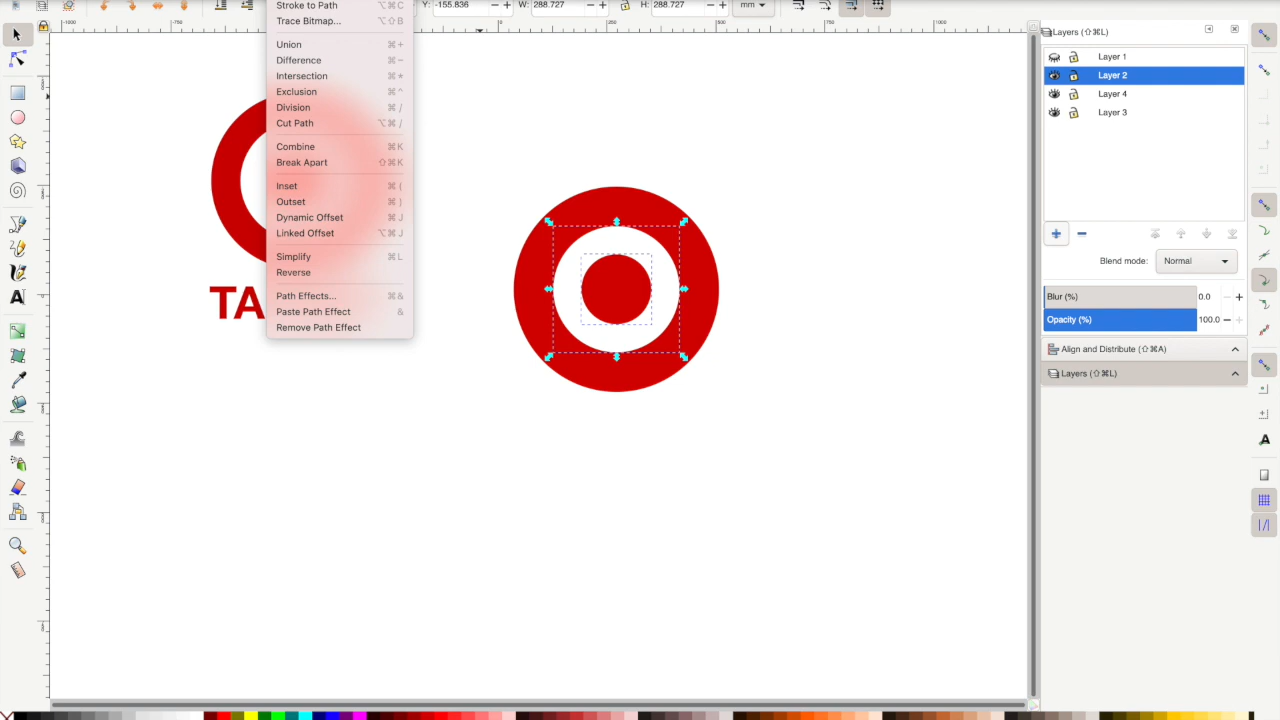 Y: -155.836 − + W: 288.727 − + H: 288.727 − + mm
Stroke to Path ⌥⌘C
Trace Bitmap... ⌥⇧B
Union ⌘+
Difference ⌘−
Intersection ⌘*
Exclusion ⌘^
Division ⌘/
Cut Path ⌥⌘/
Combine ⌘K
Break Apart ⇧⌘K
Inset ⌘(
Outset ⌘)
Dynamic Offset ⌘J
Linked Offset ⌥⌘J
Simplify ⌘L
Reverse
Path Effects... ⌘&
Paste Path Effect &
Remove Path Effect
TA
Layers (⇧⌘L)
Layer 1
Layer 2
Layer 4
Layer 3
Blend mode: Normal
Blur (%) 0.0 − +
Opacity (%) 100.0 − +
Align and Distribute (⇧⌘A)
Layers (⇧⌘L)